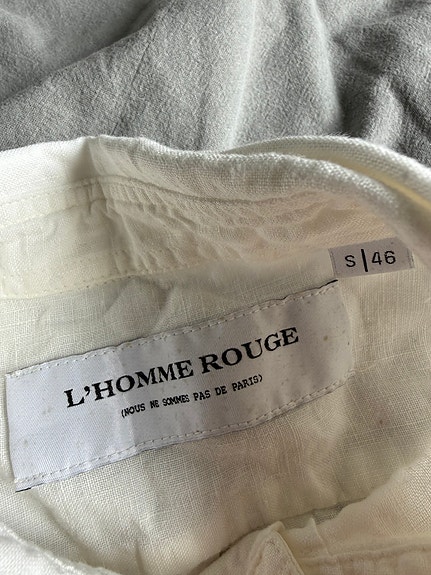 S|46
L'HOMME ROUGE
(NOUS NE SOMMES PAS DE PARIS)